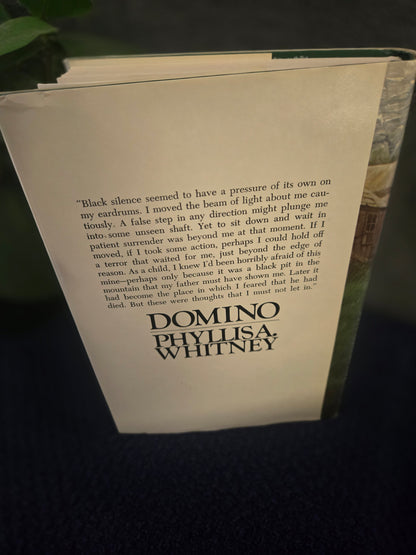 "Black silence seemed to have a pressure of its own on
my eardrums. I moved the beam of light about me cau-
tiously. A false step in any direction might plunge me
into some unseen shaft. Yet to sit down and wait in
patient surrender was beyond me at that moment. If I
moved, if I took some action, perhaps I could hold off
a terror that waited for me, just beyond the edge of
reason. As a child, I knew I'd been horribly afraid of this
mine—perhaps only because it was a black pit in the
mountain that my father must have shown me. Later it
had become the place in which I feared that he had
died. But these were thoughts that I must not let in."
DOMINO
PHYLLIS A.
WHITNEY